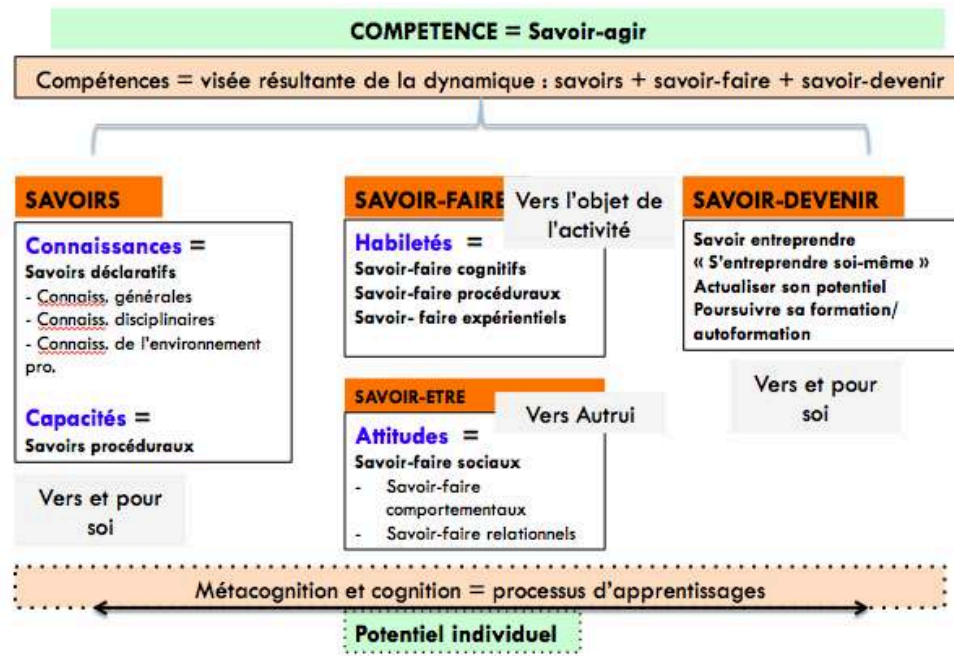 COMPETENCE = Savoir-agir
Compétences = visée résultante de la dynamique : savoirs + savoir-faire + savoir-devenir
SAVOIRS
Connaissances =
Savoirs déclaratifs
- Connaiss. générales
- Connaiss. disciplinaires
- Connaiss. de l'environnement
pro.
Capacités =
Savoirs procéduraux
Vers et pour
soi
SAVOIR-FAIRE
Vers l'objet de
l'activité
Habiletés =
Savoir-faire cognitifs
Savoir-faire procéduraux
Savoir- faire expérientiels
SAVOIR-ETRE
Vers Autrui
Attitudes =
Savoir-faire sociaux
- Savoir-faire
comportementaux
- Savoir-faire relationnels
SAVOIR-DEVENIR
Savoir entreprendre
« S'entreprendre soi-même »
Actualiser son potentiel
Poursuivre sa formation/
autoformation
Vers et pour
soi
Métacognition et cognition = processus d'apprentissages
Potentiel individuel